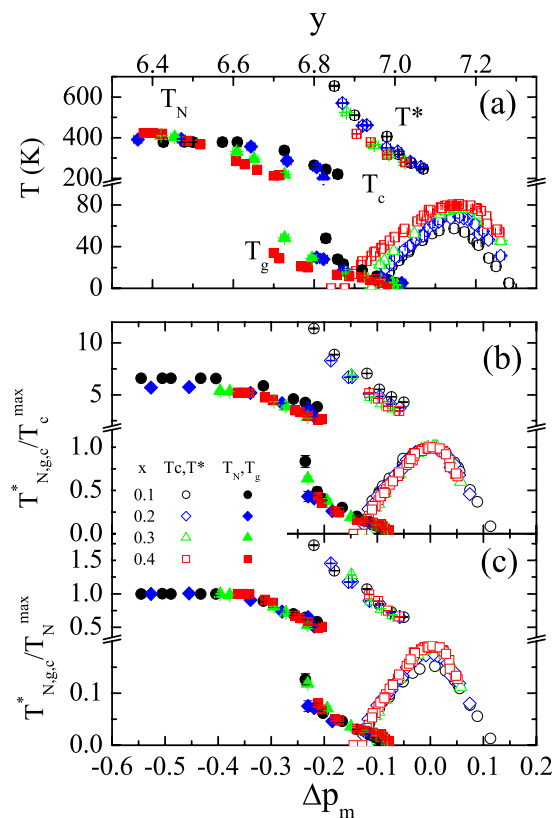 y
6.4 6.6 6.8 7.0 7.2
(a)
T_N
T*
T_c
T_g
T (K)
600
400
200
80
40
0
(b)
T*_{N,g,c}/T_c^{max}
10
5
1.0
0.5
0.0
x Tc,T* T_N,T_g
0.1
0.2
0.3
0.4
(c)
T*_{N,g,c}/T_N^{max}
1.5
1.0
0.5
0.1
0.0
-0.6 -0.5 -0.4 -0.3 -0.2 -0.1 0.0 0.1 0.2
Δp_m